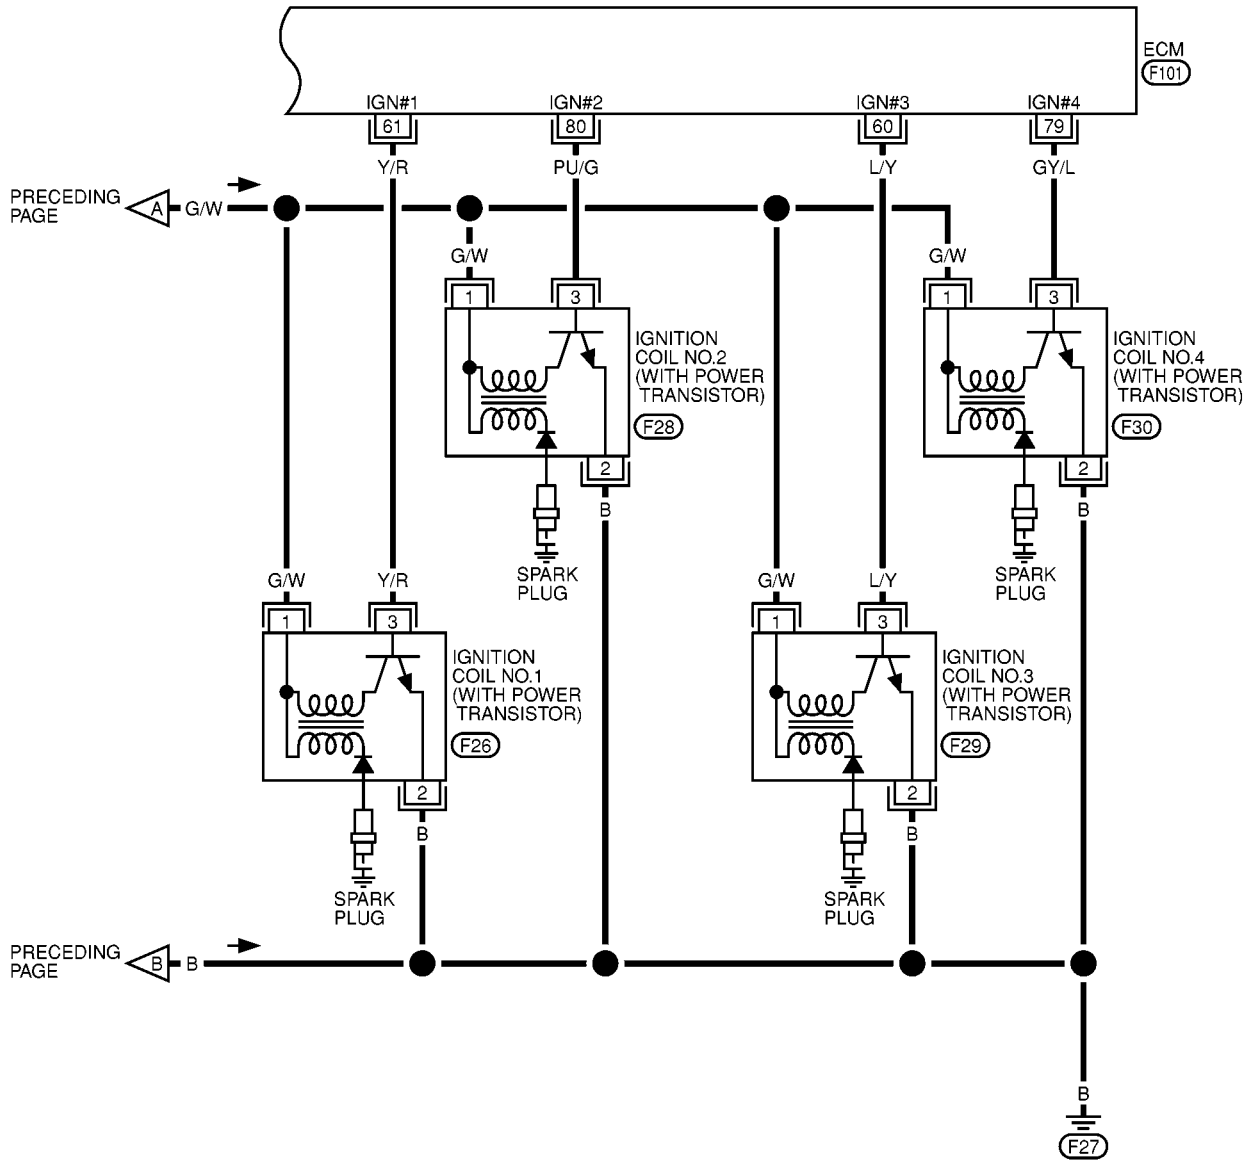 ECM
F101
IGN#1
IGN#2
IGN#3
IGN#4
61
80
60
79
Y/R
PU/G
L/Y
GY/L
PRECEDING
PAGE
A
G/W
G/W
G/W
1
3
1
3
IGNITION
COIL NO.2
(WITH POWER
TRANSISTOR)
F28
IGNITION
COIL NO.4
(WITH POWER
TRANSISTOR)
F30
2
2
B
B
SPARK
PLUG
SPARK
PLUG
G/W
Y/R
G/W
L/Y
1
3
1
3
IGNITION
COIL NO.1
(WITH POWER
TRANSISTOR)
F26
IGNITION
COIL NO.3
(WITH POWER
TRANSISTOR)
F29
2
2
B
B
SPARK
PLUG
SPARK
PLUG
PRECEDING
PAGE
B
B
B
F27